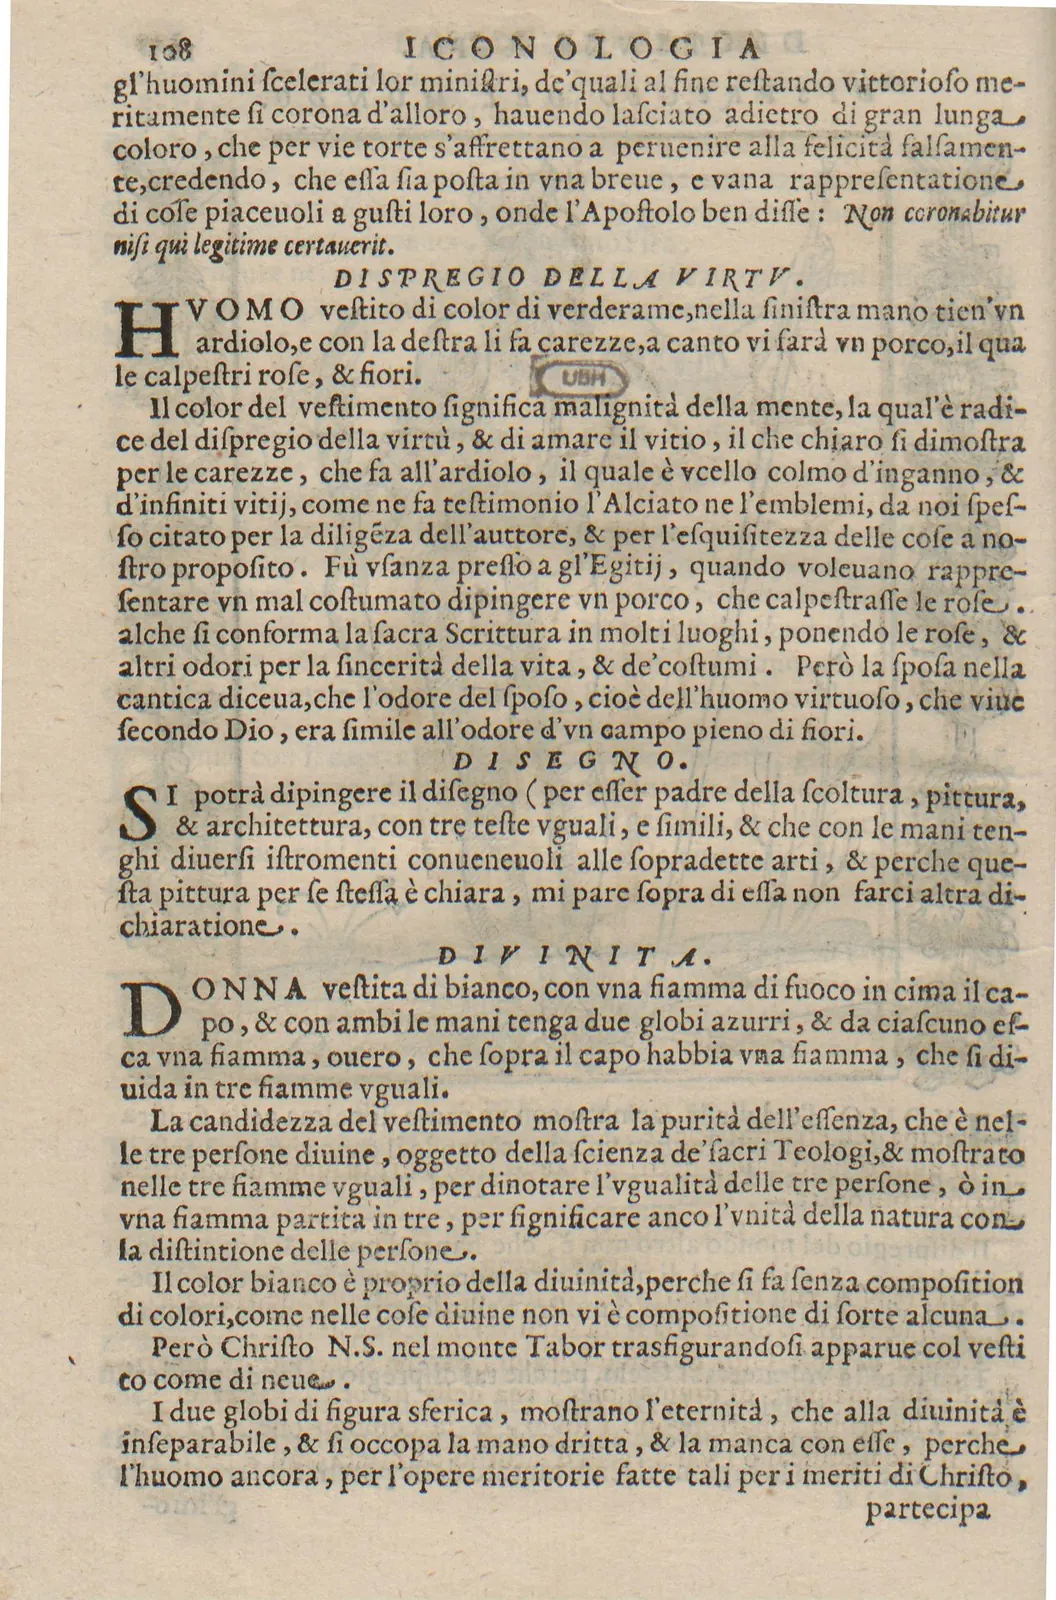 108 ICONOLOGIA
gl'huomini ſcelerati lor miniſtri, de'quali al fine reſtando vittorioſo me-
ritamente ſi corona d'alloro, hauendo laſciato adietro di gran lunga
coloro, che per vie torte s'affrettano a peruenire alla felicità falſamen-
te, credendo, che eſſa ſia poſta in vna breue, e vana rappreſentatione
di coſe piaceuoli a guſti loro, onde l'Apoſtolo ben diſſe: Non coronabitur
niſi qui legitime certauerit.
DISPREGIO DELLA VIRTV.
HVOMO veſtito di color di verderame, nella ſiniſtra mano tien'vn
ardiolo, e con la deſtra li fa carezze, a canto vi ſarà vn porco, il qua
le calpeſtri roſe, & fiori.
UBH
Il color del veſtimento ſignifica malignità della mente, la qual'è radi-
ce del diſpregio della virtù, & di amare il vitio, il che chiaro ſi dimoſtra
per le carezze, che fa all'ardiolo, il quale è vcello colmo d'inganno, &
d'infiniti vitij, come ne fa teſtimonio l'Alciato ne l'emblemi, da noi ſpeſ-
ſo citato per la diligẽza dell'auttore, & per l'eſquiſitezza delle coſe a no-
ſtro propoſito. Fù vſanza preſſo a gl'Egitij, quando voleuano rappre-
ſentare vn mal coſtumato dipingere vn porco, che calpeſtraſſe le roſe.
alche ſi conforma la ſacra Scrittura in molti luoghi, ponendo le roſe, &
altri odori per la ſincerità della vita, & de'coſtumi. Però la ſpoſa nella
cantica diceua, che l'odore del ſpoſo, cioè dell'huomo virtuoſo, che viue
ſecondo Dio, era ſimile all'odore d'vn campo pieno di fiori.
DISEGNO.
SI potrà dipingere il diſegno (per eſſer padre della ſcoltura, pittura,
& architettura, con tre teſte vguali, e ſimili, & che con le mani ten-
ghi diuerſi iſtromenti conueneuoli alle ſopradette arti, & perche que-
ſta pittura per ſe ſteſſa è chiara, mi pare ſopra di eſſa non farci altra di-
chiaratione.
DIVINITA.
DONNA veſtita di bianco, con vna fiamma di fuoco in cima il ca-
po, & con ambi le mani tenga due globi azurri, & da ciaſcuno eſ-
ca vna fiamma, ouero, che ſopra il capo habbia vna fiamma, che ſi di-
uida in tre fiamme vguali.
La candidezza del veſtimento moſtra la purità dell'eſſenza, che è nel-
le tre perſone diuine, oggetto della ſcienza de'ſacri Teologi, & moſtrato
nelle tre fiamme vguali, per dinotare l'vgualità delle tre perſone, ò in
vna fiamma partita in tre, per ſignificare anco l'vnità della natura con
la diſtintione delle perſone.
Il color bianco è proprio della diuinità, perche ſi fa ſenza compoſition
di colori, come nelle coſe diuine non vi è compoſitione di ſorte alcuna.
Però Chriſto N.S. nel monte Tabor trasfigurandoſi apparue col veſti
to come di neue.
I due globi di figura sferica, moſtrano l'eternità, che alla diuinità è
inſeparabile, & ſi occopa la mano dritta, & la manca con eſſe, perche
l'huomo ancora, per l'opere meritorie fatte tali per i meriti di Chriſto,
partecipa